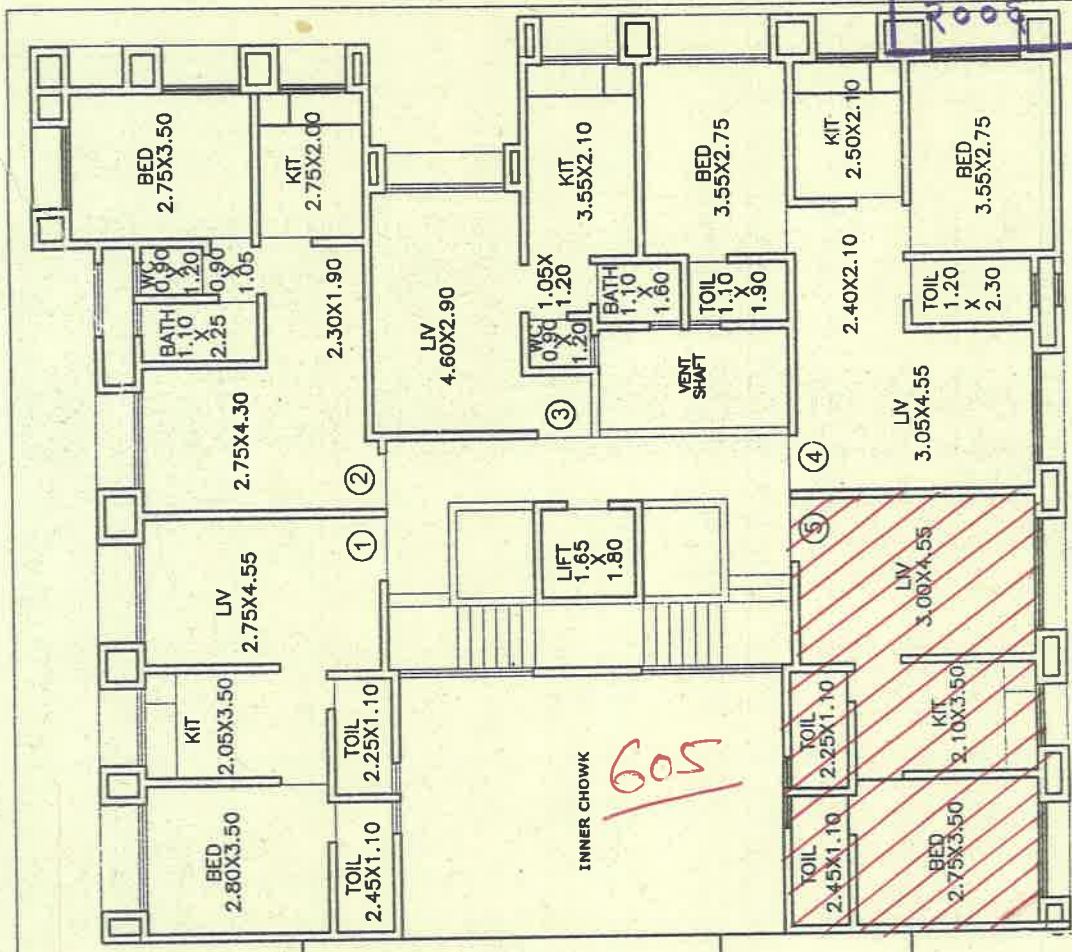 BED
2.75X3.50
KIT
2.75X2.00
WC
0.90
X
1.20
0.90
X
1.05
BATH
1.10
X
2.25
2.30X1.90
2.75X4.30
2
LIV
4.60X2.90
KIT
3.55X2.10
1.05X
1.20
WC
0.90
X
1.20
BATH
1.10
X
1.60
TOIL
1.10
X
1.90
BED
3.55X2.75
VENT
SHAFT
3
KIT
2.50X2.10
BED
3.55X2.75
2.40X2.10
TOIL
1.20
X
2.30
LIV
3.05X4.55
4
LIV
2.75X4.55
1
KIT
2.05X3.50
TOIL
2.25X1.10
BED
2.80X3.50
TOIL
2.45X1.10
LIFT
1.65
X
1.80
INNER CHOWK
605
5
LIV
3.00X4.55
TOIL
2.25X1.10
KIT
2.10X3.50
TOIL
2.45X1.10
BED
2.75X3.50